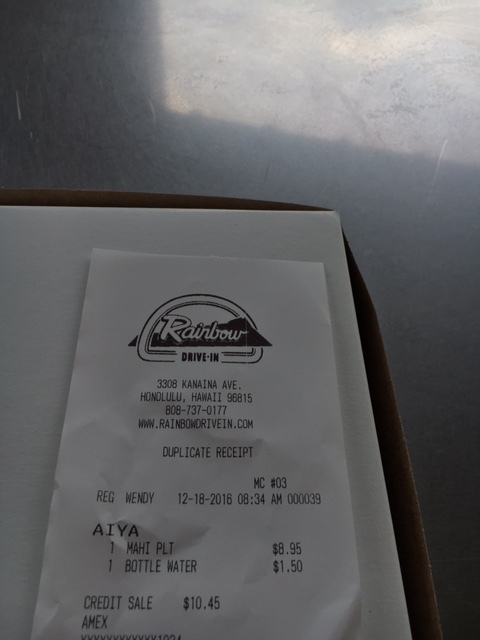 Rainbow
DRIVE-IN
3308 KANAINA AVE.
HONOLULU, HAWAII 96815
808-737-0177
WWW.RAINBOWDRIVEIN.COM
DUPLICATE RECEIPT
MC #03
REG WENDY 12-18-2016 08:34 AM 000039
AIYA
1 MAHI PLT $8.95
1 BOTTLE WATER $1.50
CREDIT SALE $10.45
AMEX